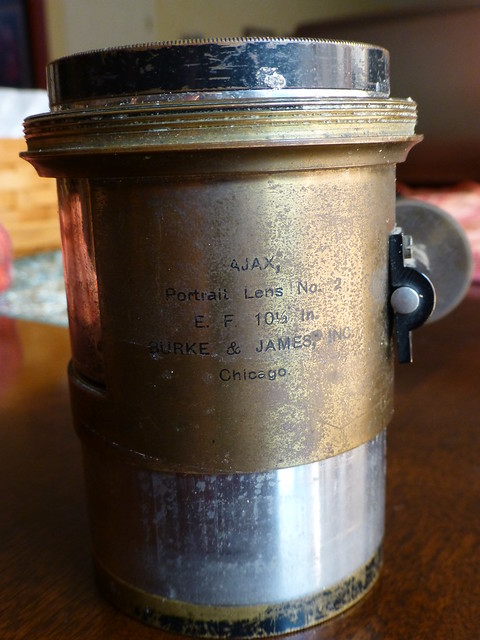 AJAX,
Portrait Lens No. 2
E. F 10½ In.
BURKE & JAMES, INC
Chicago